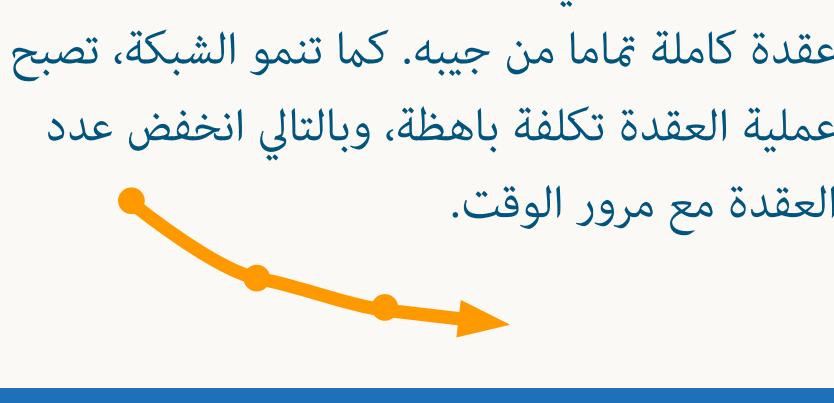 عقدة كاملة تماما من جيبه. كما تنمو الشبكة، تصبح
عملية العقدة تكلفة باهظة، وبالتالي انخفض عدد
العقدة مع مرور الوقت.